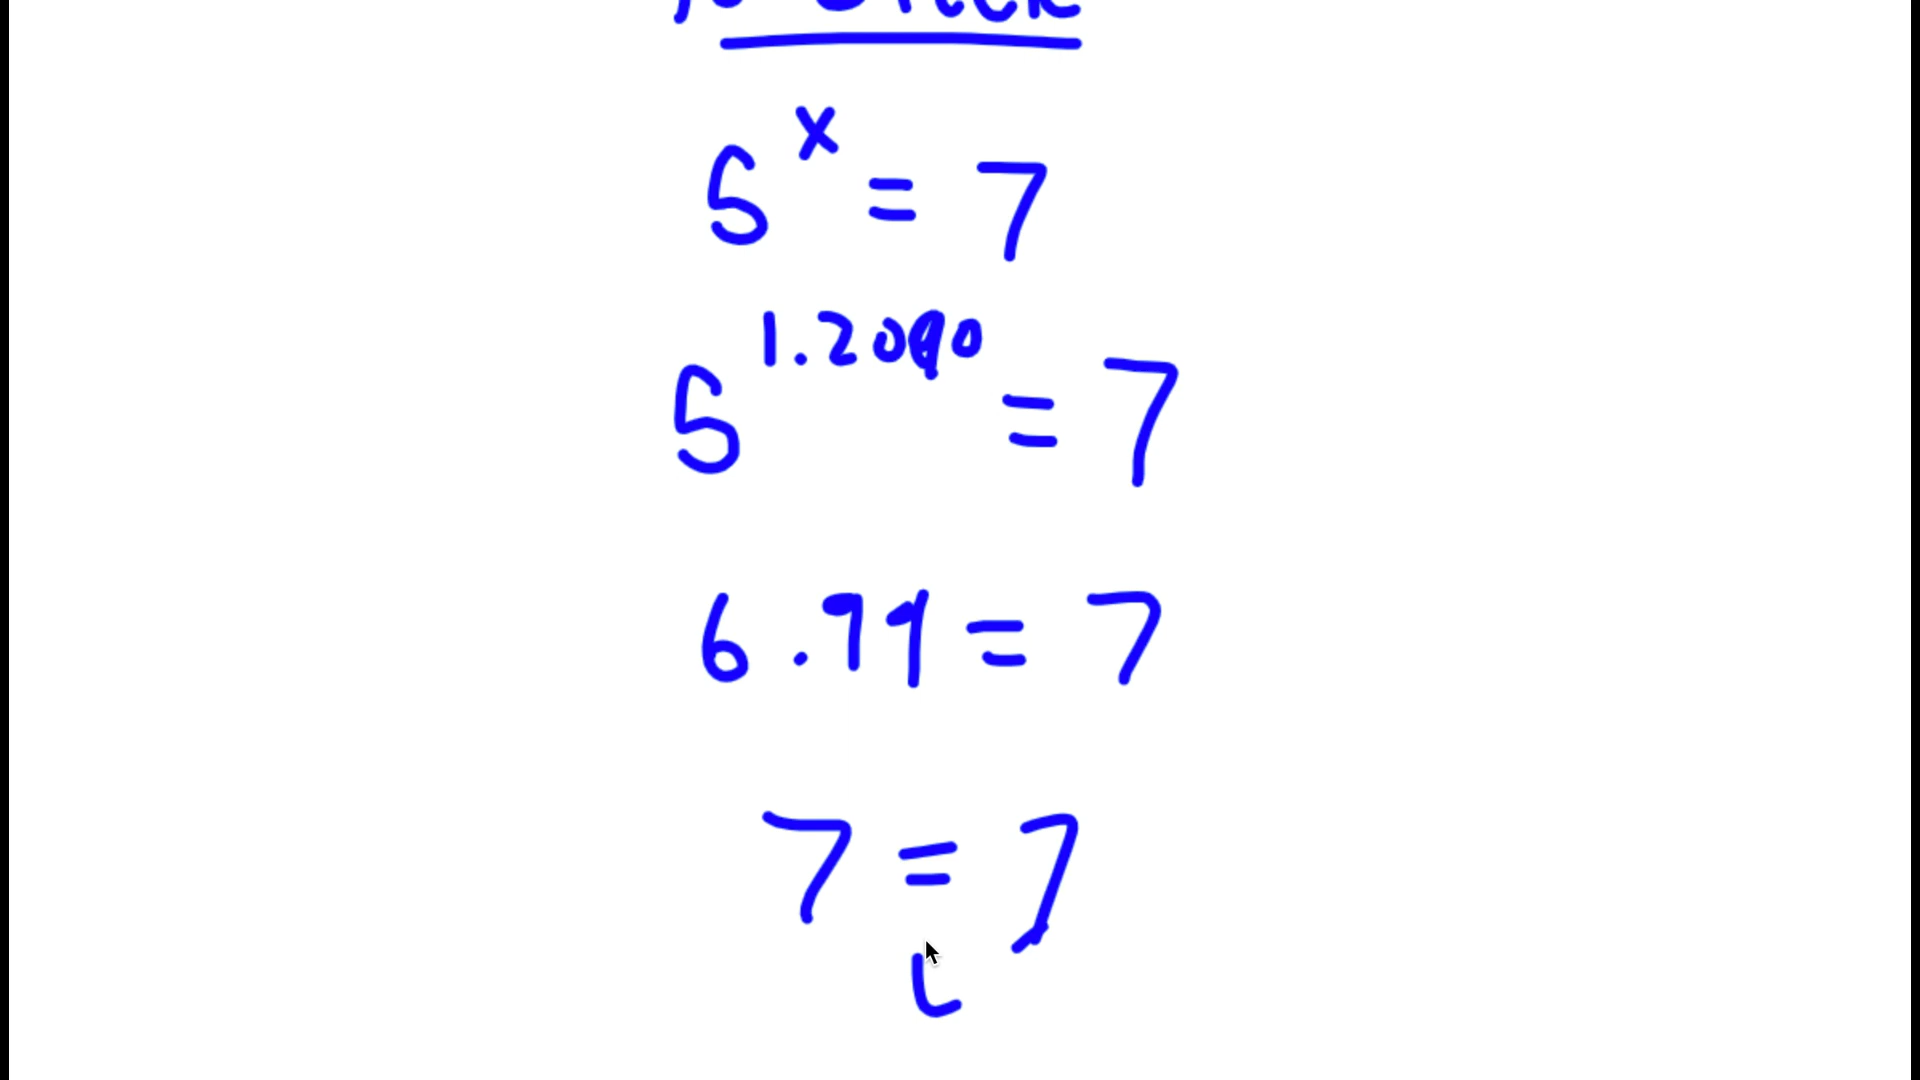 5^x = 7
5^1.2090 = 7
6.99 = 7
7 = 7
L